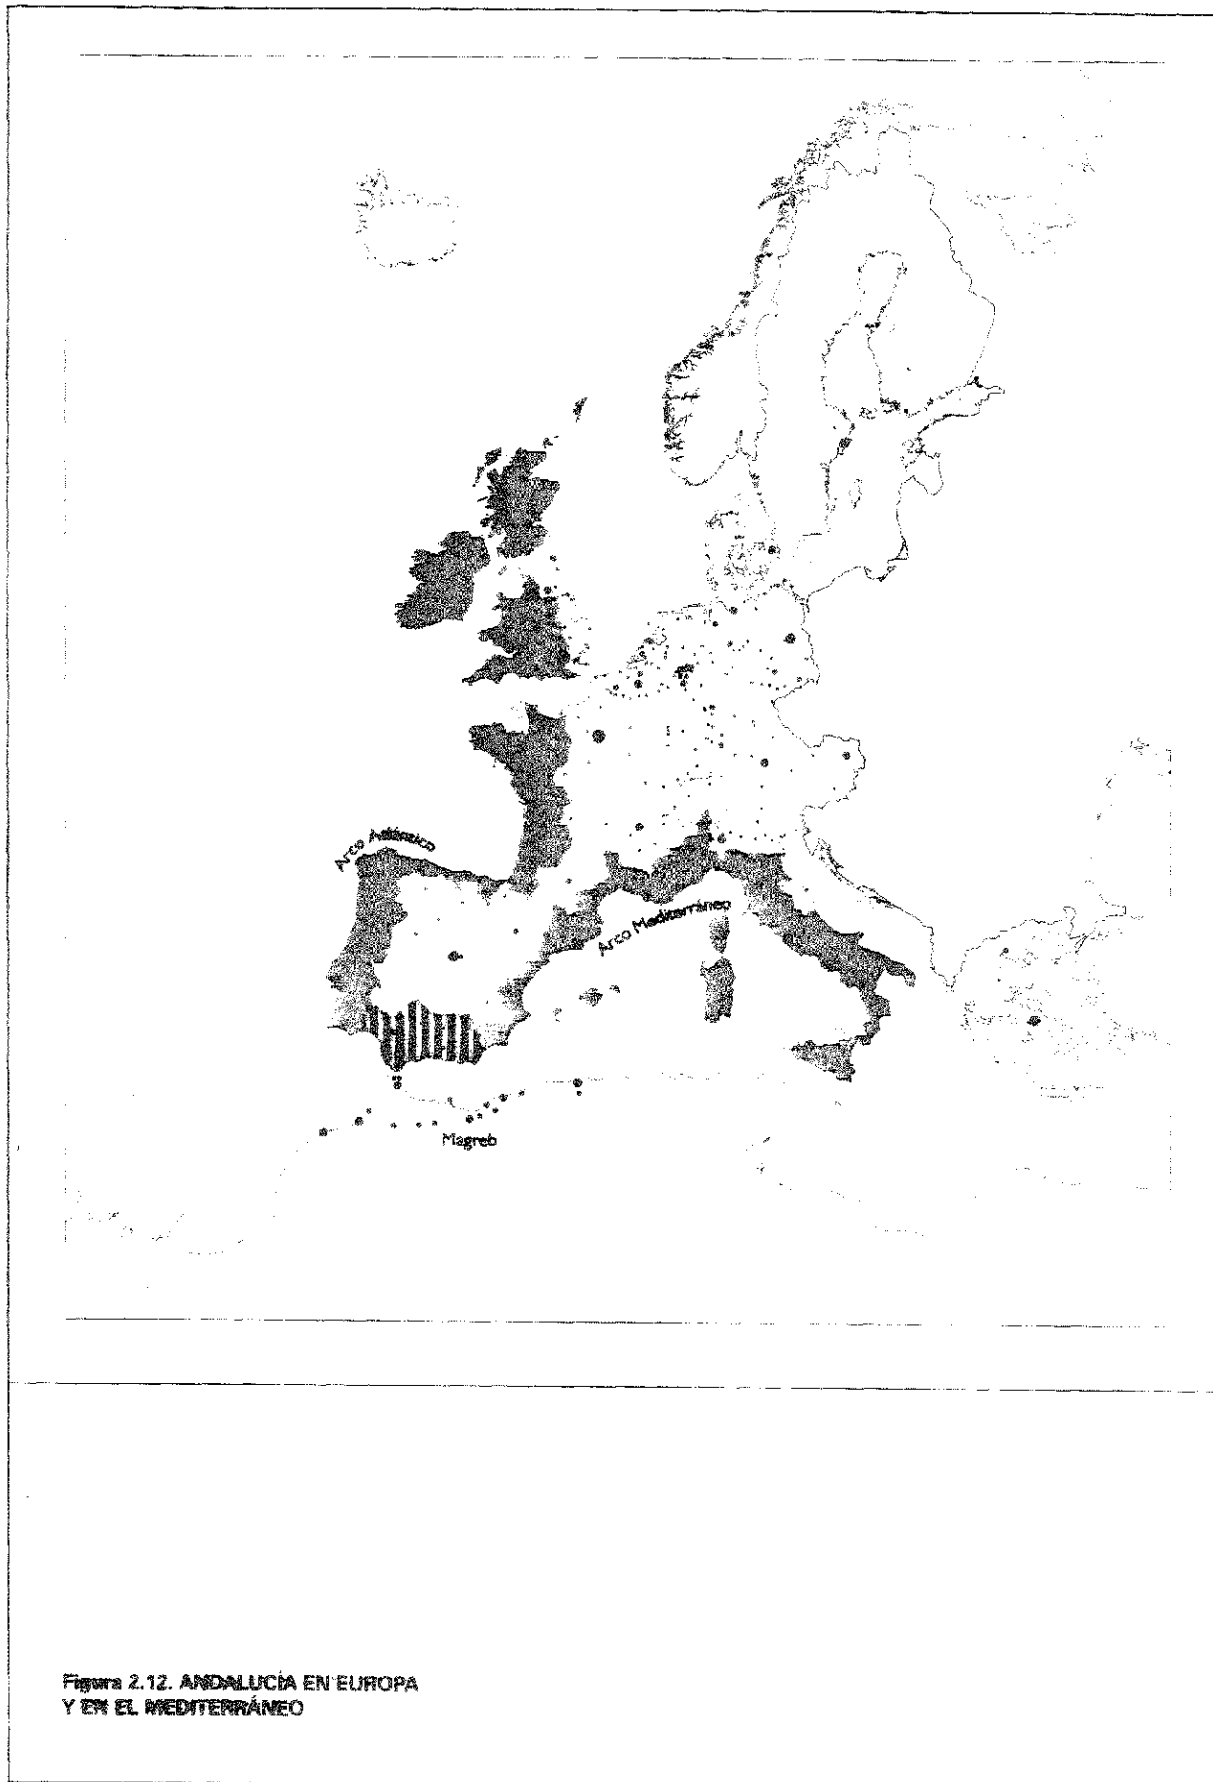 Arco Atlántico
Arco Mediterráneo
Magreb
Figura 2.12. ANDALUCÍA EN EUROPA
Y EN EL MEDITERRÁNEO